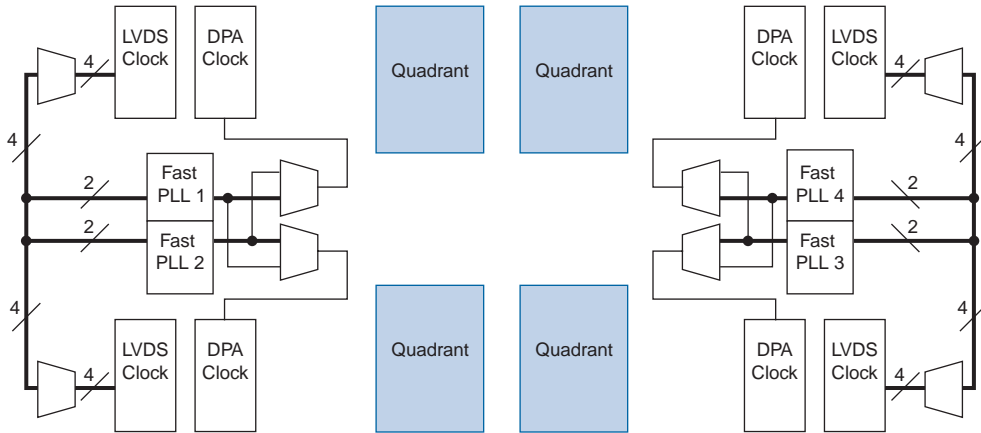 LVDS
Clock
DPA
Clock
Quadrant
Quadrant
DPA
Clock
LVDS
Clock
4
4
4
4
2
Fast
PLL 1
Fast
PLL 4
2
2
Fast
PLL 2
Fast
PLL 3
2
4
4
LVDS
Clock
DPA
Clock
Quadrant
Quadrant
DPA
Clock
LVDS
Clock
4
4